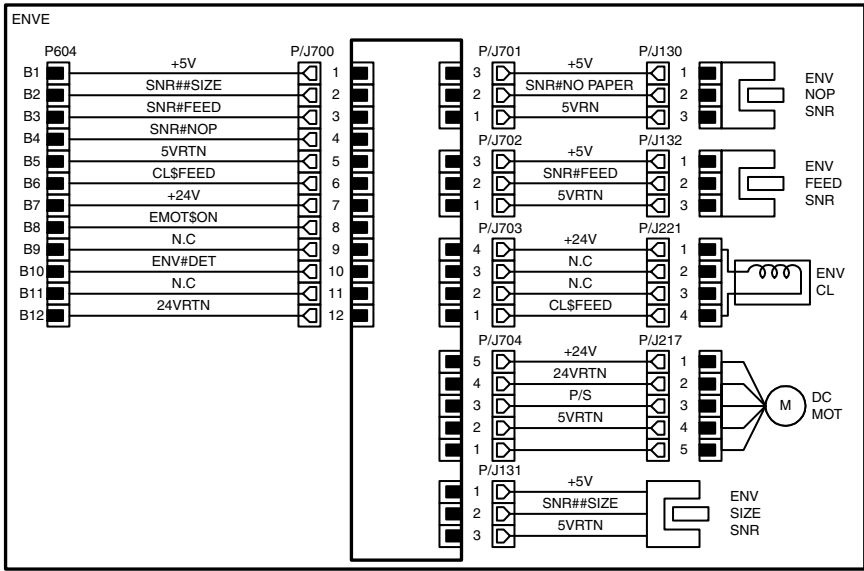 ENVE
P604 P/J700
B1 +5V 1
B2 SNR##SIZE 2
B3 SNR#FEED 3
B4 SNR#NOP 4
B5 5VRTN 5
B6 CL$FEED 6
B7 +24V 7
B8 EMOT$ON 8
B9 N.C 9
B10 ENV#DET 10
B11 N.C 11
B12 24VRTN 12
P/J701 P/J130
3 +5V 1
2 SNR#NO PAPER 2
1 5VRN 3
ENV
NOP
SNR
P/J702 P/J132
3 +5V 1
2 SNR#FEED 2
1 5VRTN 3
ENV
FEED
SNR
P/J703 P/J221
4 +24V 1
3 N.C 2
2 N.C 3
1 CL$FEED 4
ENV
CL
P/J704 P/J217
5 +24V 1
4 24VRTN 2
3 P/S 3
2 5VRTN 4
1 5
M
DC
MOT
P/J131
1 +5V
2 SNR##SIZE
3 5VRTN
ENV
SIZE
SNR